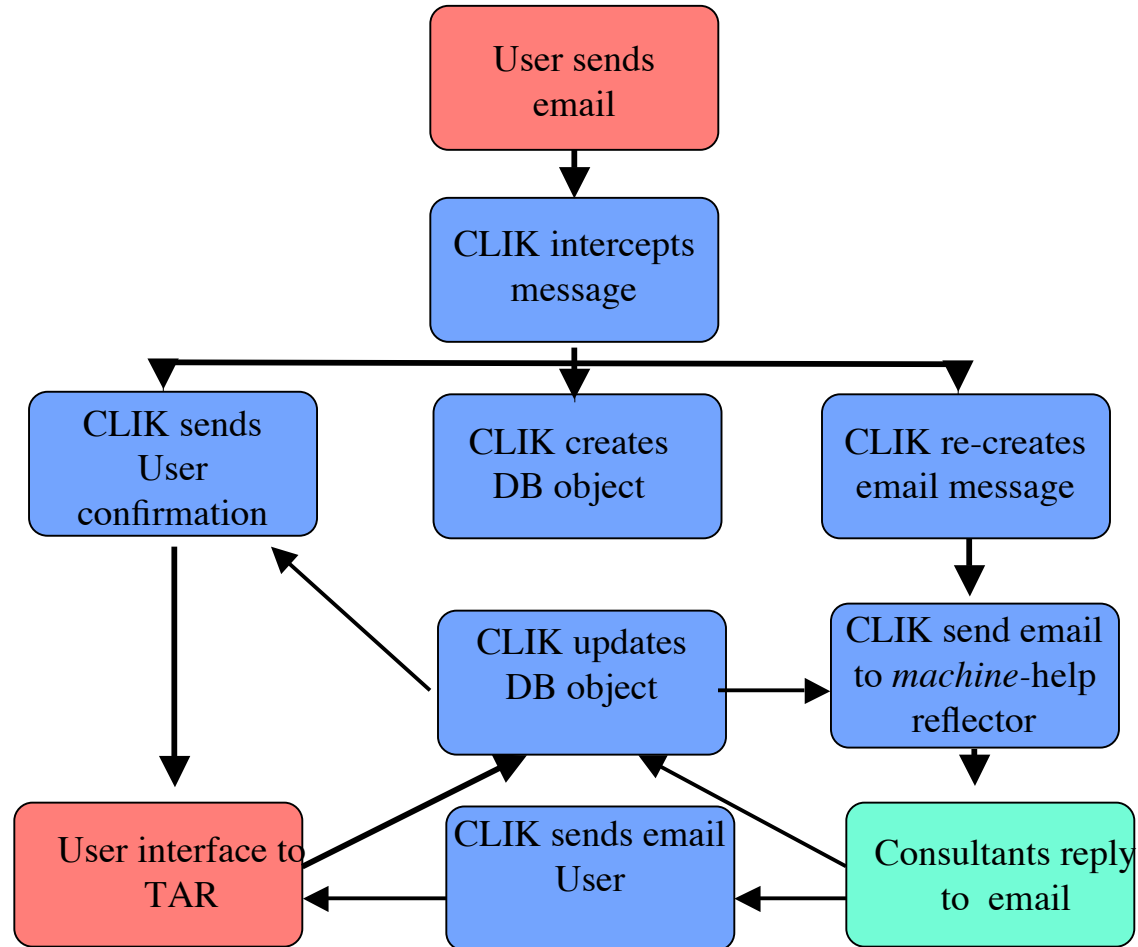 User sends
email
CLIK intercepts
message
CLIK sends
User
confirmation
CLIK creates
DB object
CLIK re-creates
email message
CLIK updates
DB object
CLIK send email
to machine-help
reflector
User interface to
TAR
CLIK sends email
User
Consultants reply
to email